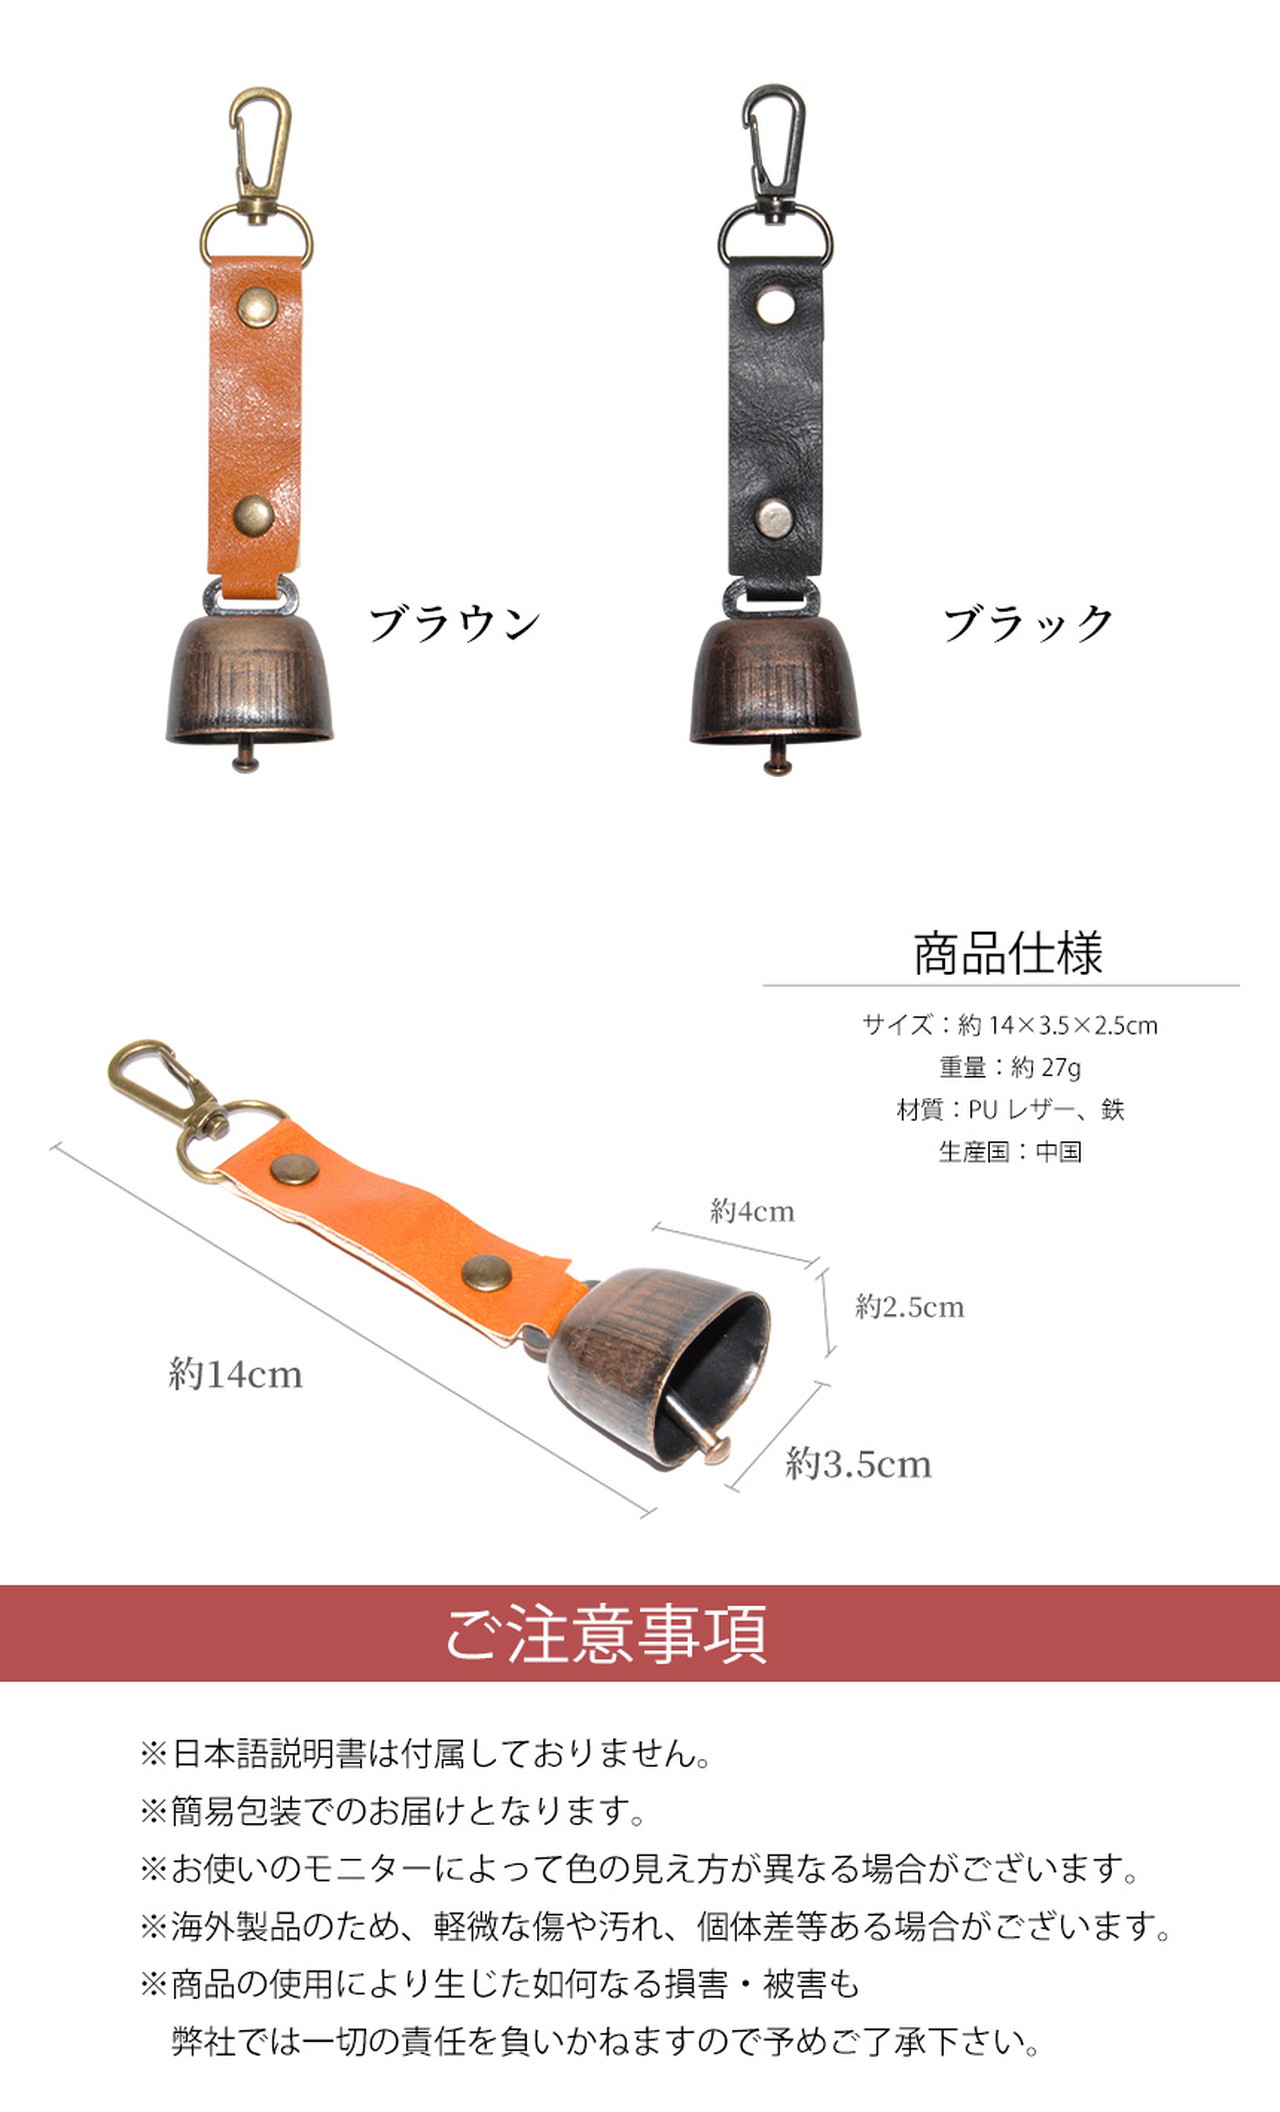 ブラウン
ブラック
商品仕様
サイズ：約 14×3.5×2.5cm
重量：約 27g
材質：PU レザー、鉄
生産国：中国
約4cm
約2.5cm
約14cm
約3.5cm
ご注意事項
※日本語説明書は付属しておりません。
※簡易包装でのお届けとなります。
※お使いのモニターによって色の見え方が異なる場合がございます。
※海外製品のため、軽微な傷や汚れ、個体差等ある場合がございます。
※商品の使用により生じた如何なる損害・被害も
弊社では一切の責任を負いかねますので予めご了承下さい。